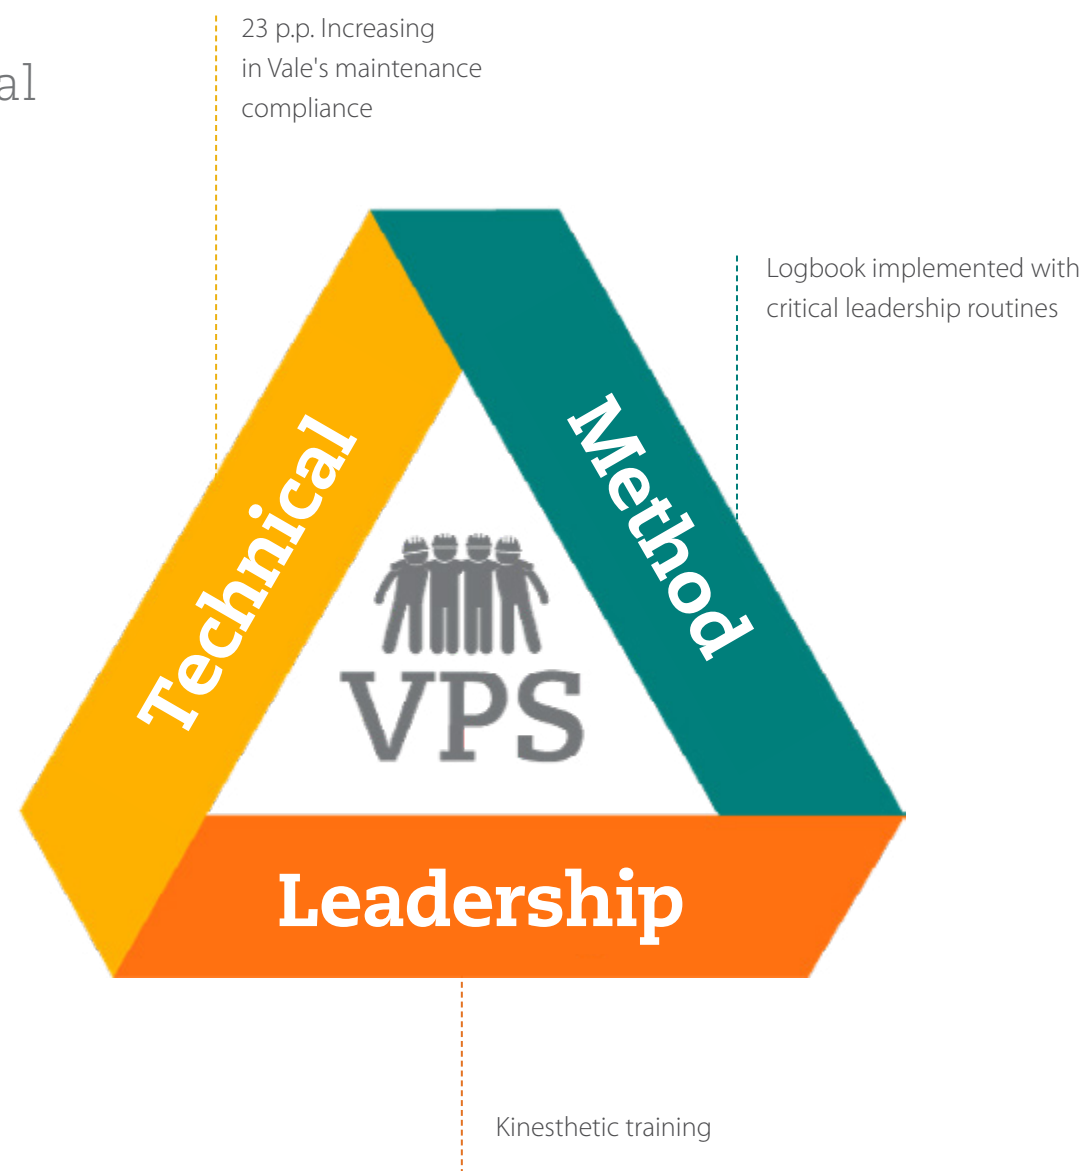 23 p.p. Increasing
in Vale's maintenance
compliance
al
Logbook implemented with
critical leadership routines
Technical
Method
VPS
Leadership
Kinesthetic training